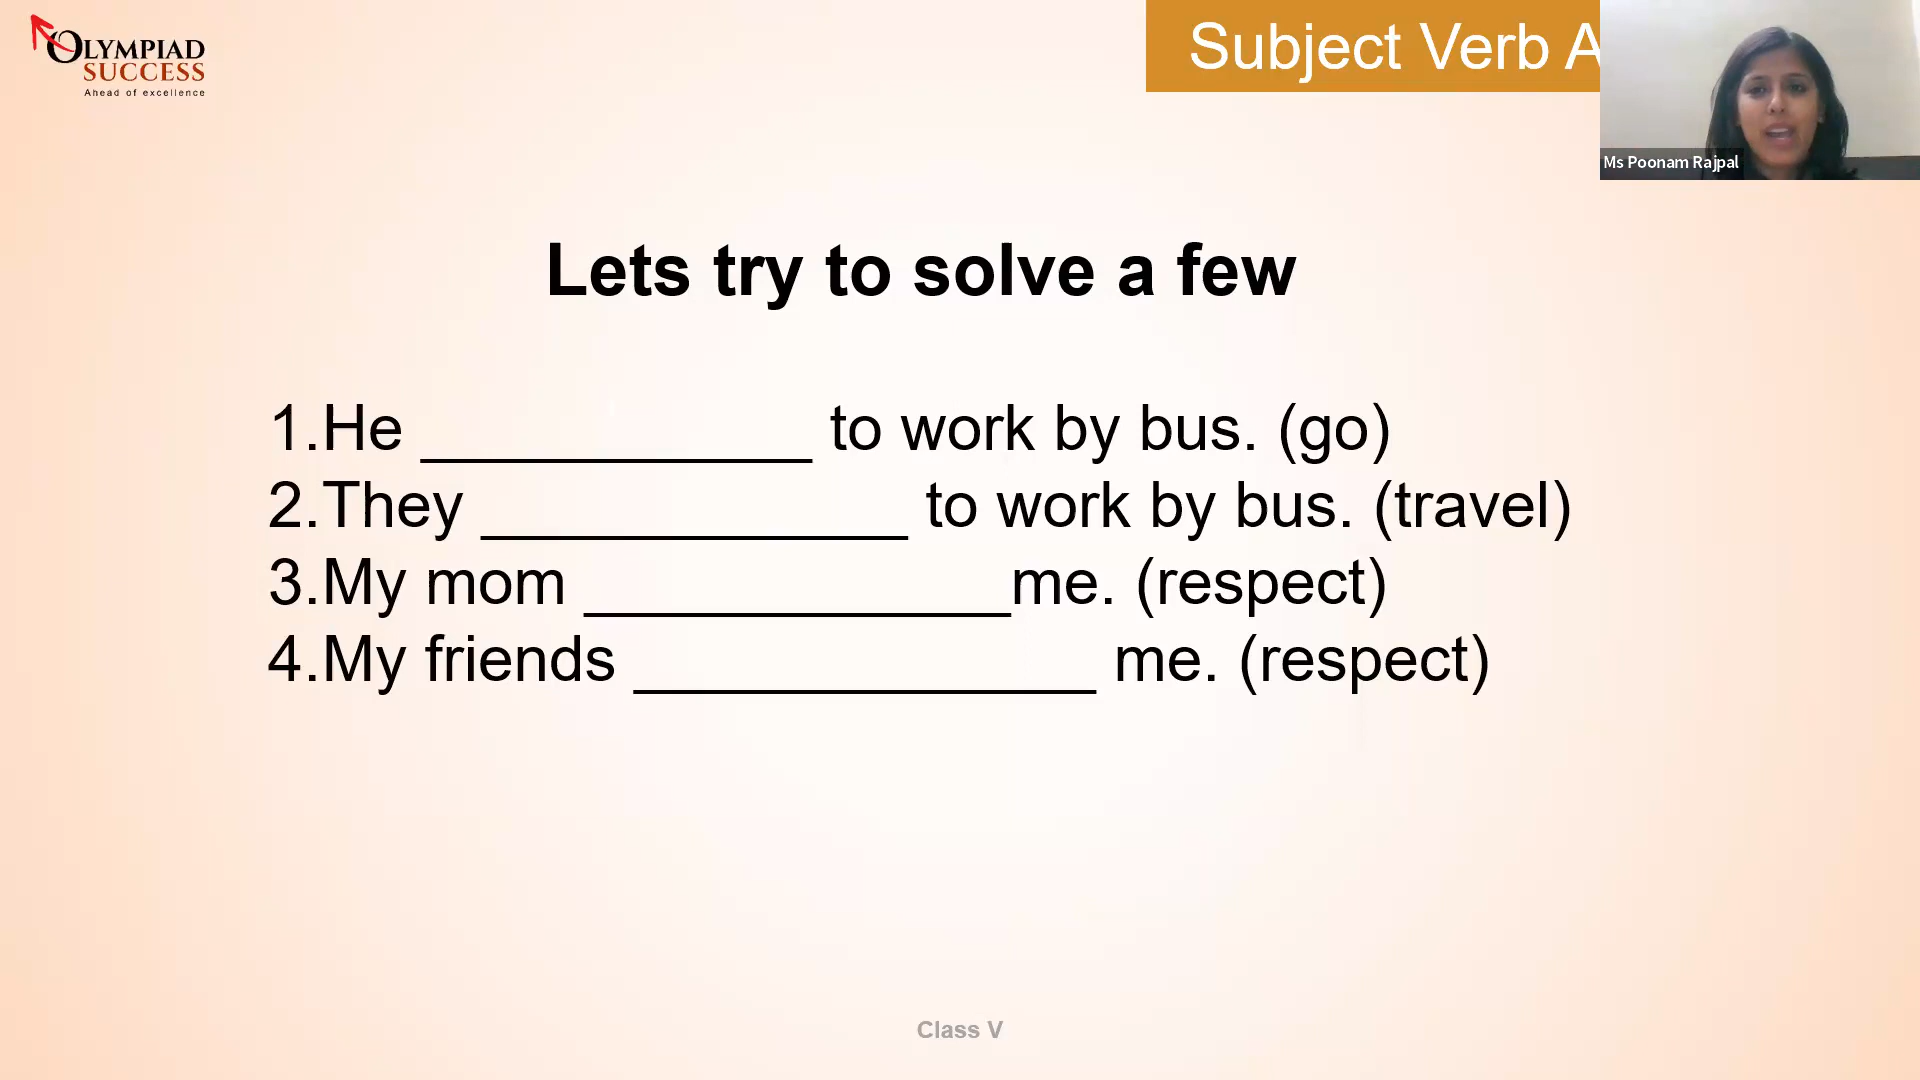 OLYMPIAD
SUCCESS
Ahead of excellence
Subject Verb A
Ms Poonam Rajpal
Lets try to solve a few
1.He ___________ to work by bus. (go)
2.They ____________ to work by bus. (travel)
3.My mom ____________me. (respect)
4.My friends _____________ me. (respect)
Class V